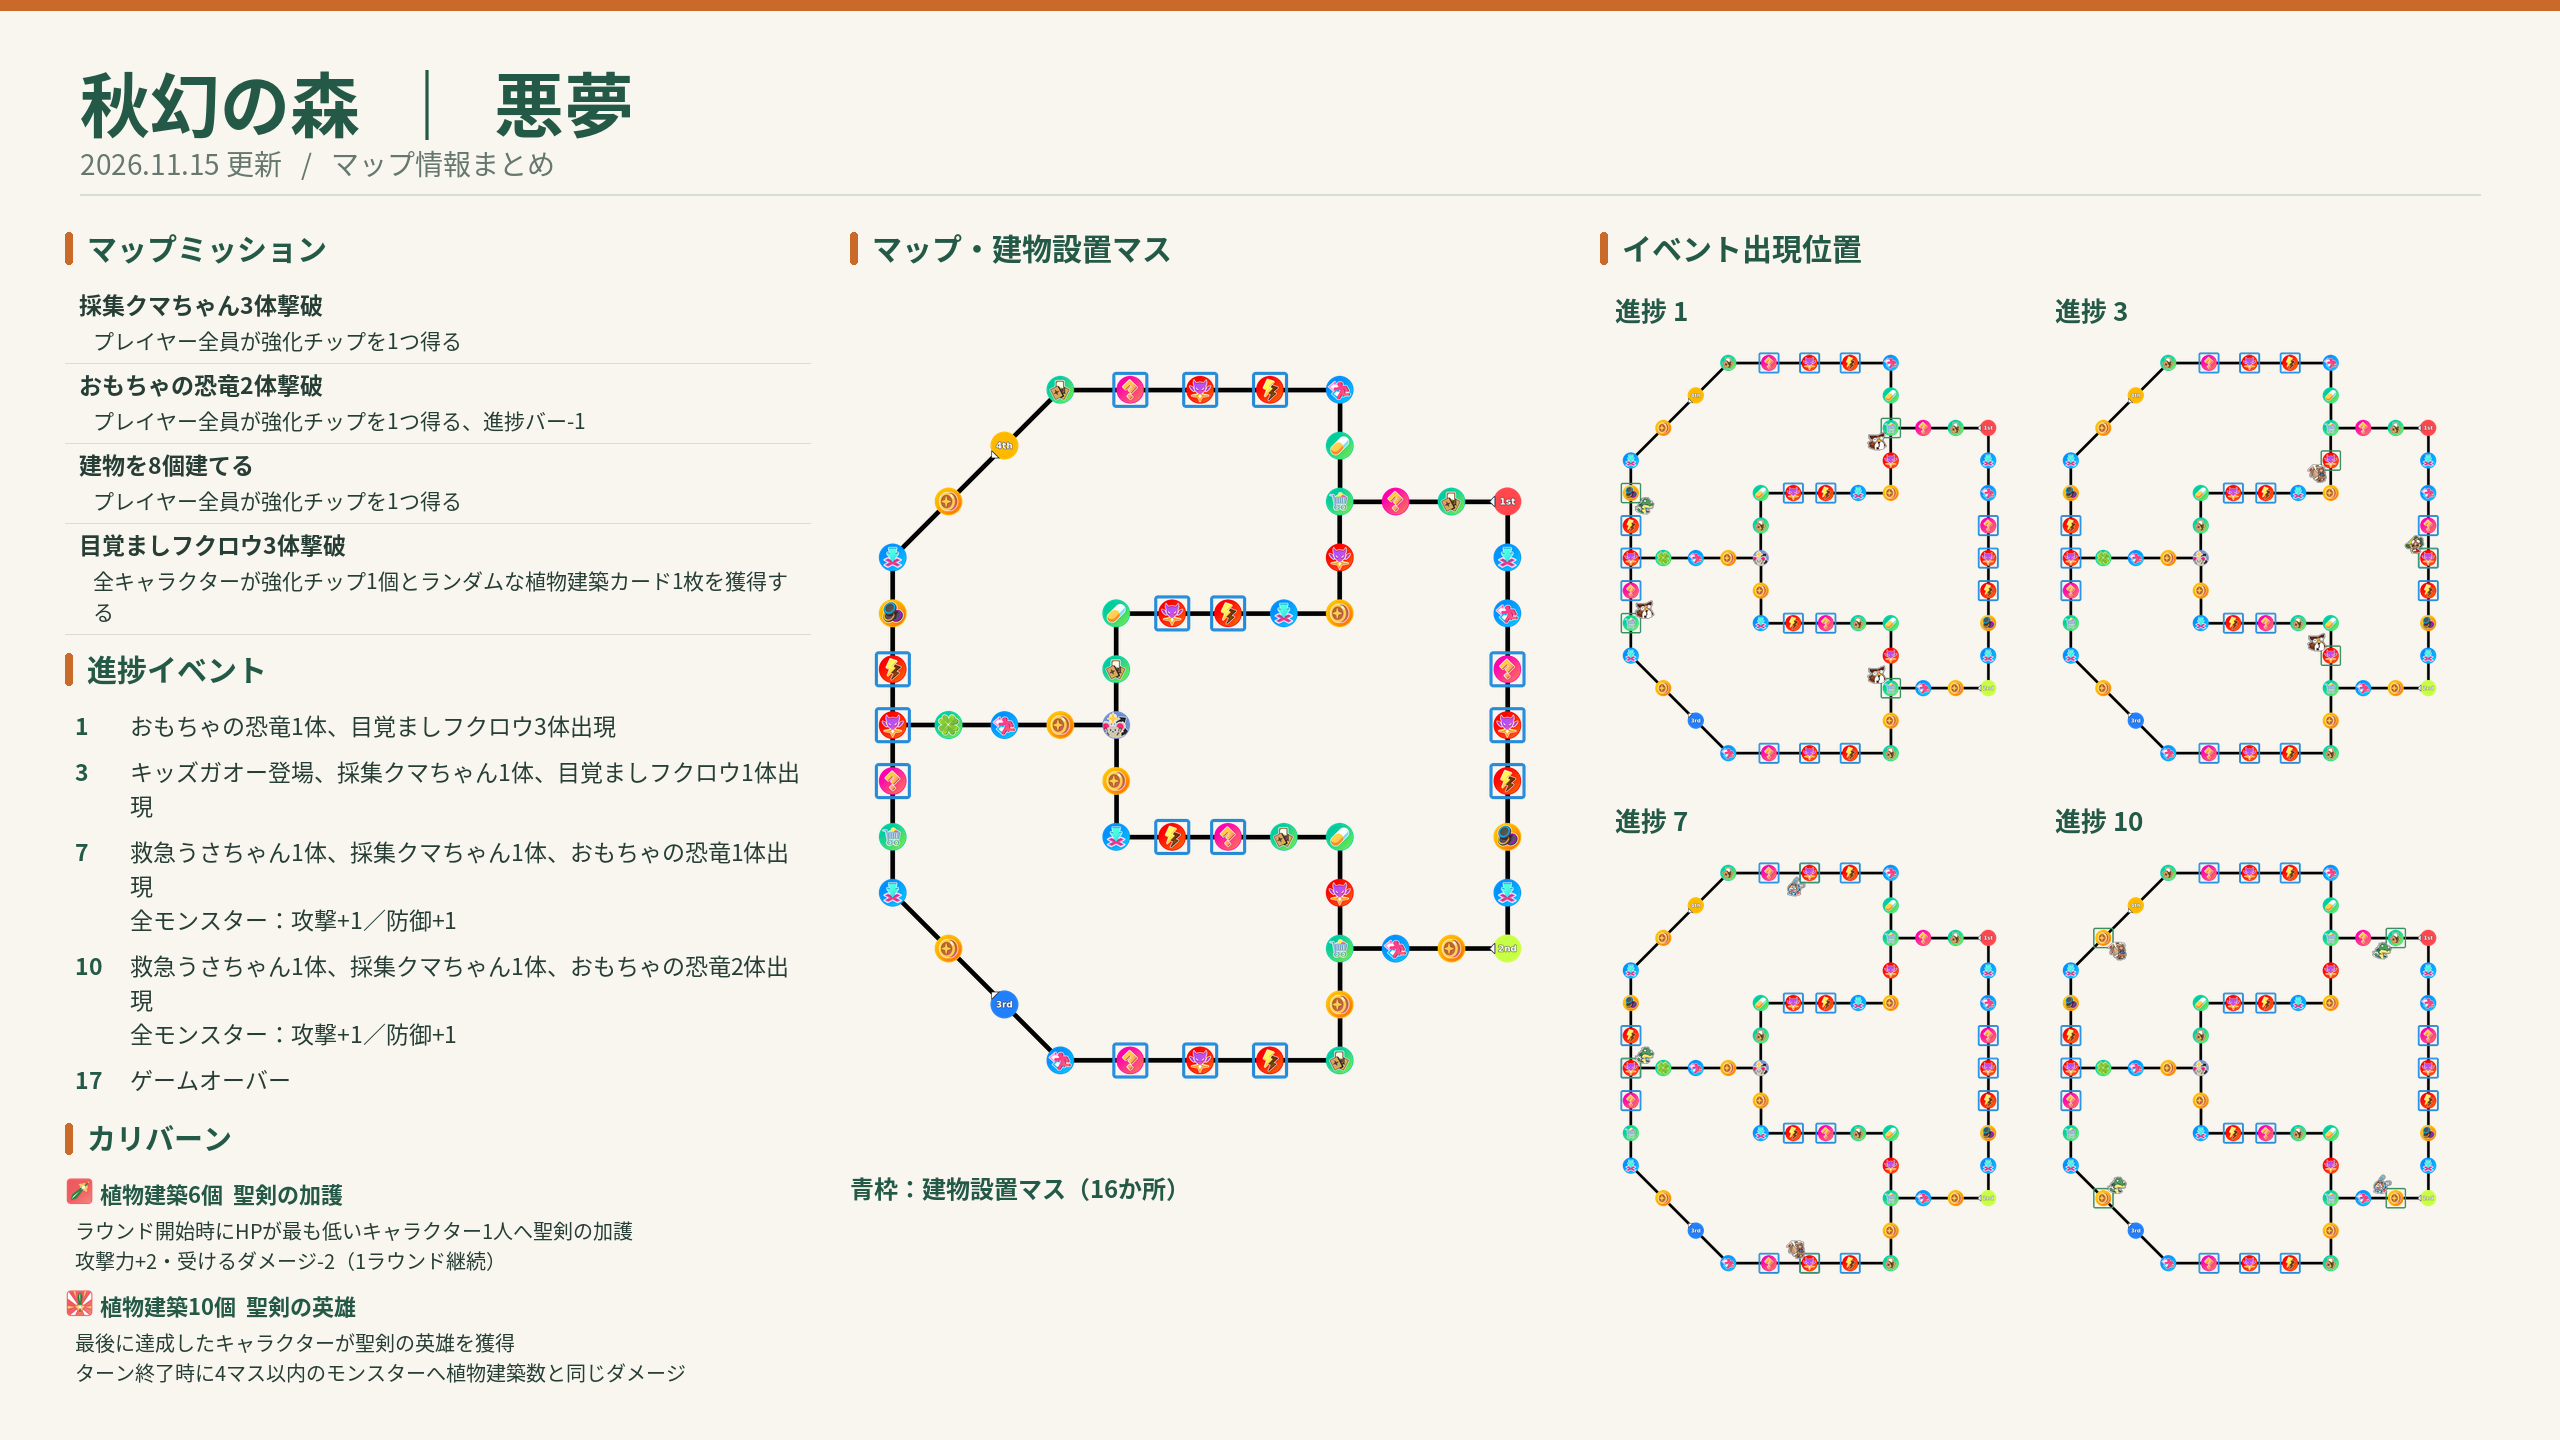 秋幻の森 ｜ 悪夢
2026.11.15 更新 / マップ情報まとめ
マップミッション
採集クマちゃん3体撃破
プレイヤー全員が強化チップを1つ得る
おもちゃの恐竜2体撃破
プレイヤー全員が強化チップを1つ得る、進捗バー-1
建物を8個建てる
プレイヤー全員が強化チップを1つ得る
目覚ましフクロウ3体撃破
全キャラクターが強化チップ1個とランダムな植物建築カード1枚を獲得す
る
進捗イベント
1 おもちゃの恐竜1体、目覚ましフクロウ3体出現
3 キッズガオー登場、採集クマちゃん1体、目覚ましフクロウ1体出
現
7 救急うさちゃん1体、採集クマちゃん1体、おもちゃの恐竜1体出
現
全モンスター：攻撃+1／防御+1
10 救急うさちゃん1体、採集クマちゃん1体、おもちゃの恐竜2体出
現
全モンスター：攻撃+1／防御+1
17 ゲームオーバー
カリバーン
植物建築6個 聖剣の加護
ラウンド開始時にHPが最も低いキャラクター1人へ聖剣の加護
攻撃力+2・受けるダメージ-2（1ラウンド継続）
植物建築10個 聖剣の英雄
最後に達成したキャラクターが聖剣の英雄を獲得
ターン終了時に4マス以内のモンスターへ植物建築数と同じダメージ
マップ・建物設置マス
4th
1st
2nd
3rd
青枠：建物設置マス（16か所）
イベント出現位置
進捗 1
4th
1st
2nd
3rd
進捗 3
4th
1st
2nd
3rd
進捗 7
4th
1st
2nd
3rd
進捗 10
4th
1st
2nd
3rd